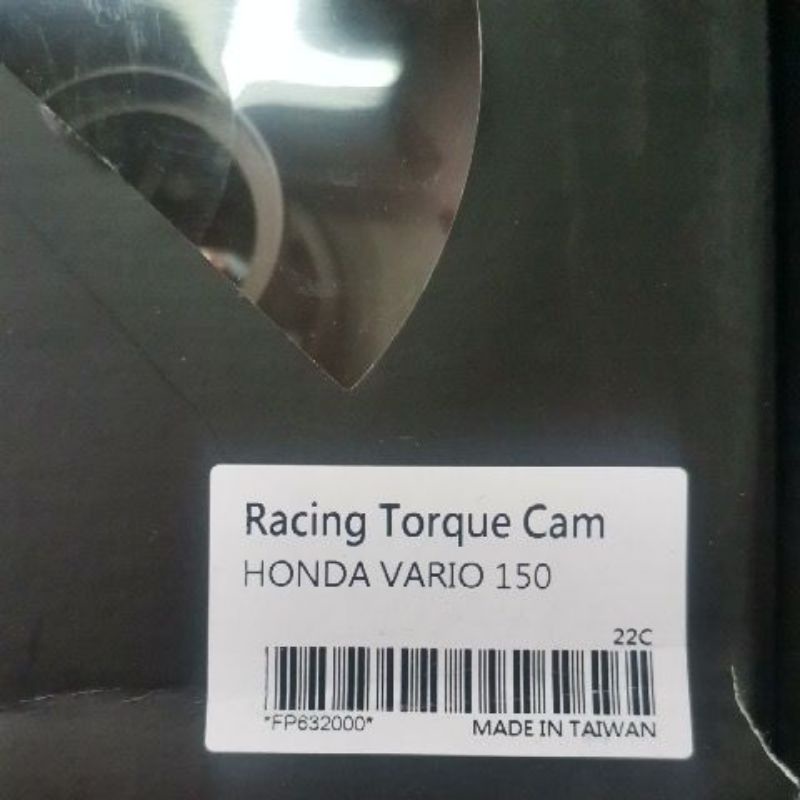 Racing Torque Cam
HONDA VARIO 150
22C
*FP632000*
MADE IN TAIWAN